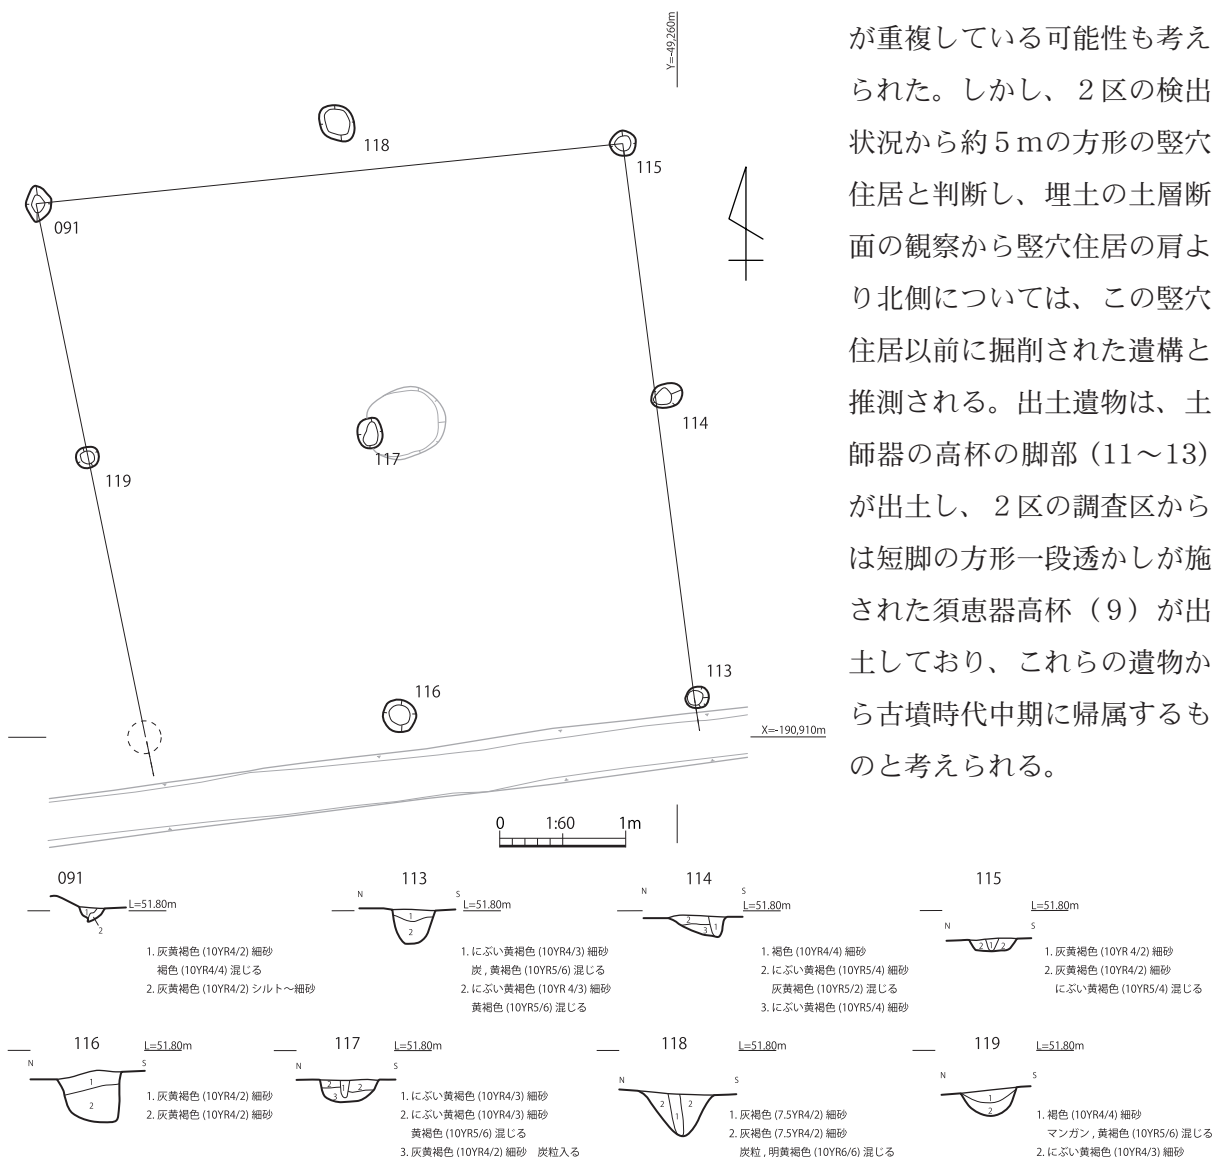 Y=-49,260m
118
115
091
114
117
119
113
116
X=-190,910m
0 1:60 1m
が重複している可能性も考え
られた。しかし、２区の検出
状況から約５ｍの方形の竪穴
住居と判断し、埋土の土層断
面の観察から竪穴住居の肩よ
り北側については、この竪穴
住居以前に掘削された遺構と
推測される。出土遺物は、土
師器の高杯の脚部（11～13）
が出土し、２区の調査区から
は短脚の方形一段透かしが施
された須恵器高杯（9）が出
土しており、これらの遺物か
ら古墳時代中期に帰属するも
のと考えられる。
091
L=51.80m
1
2
1. 灰黄褐色 (10YR4/2) 細砂
褐色 (10YR4/4) 混じる
2. 灰黄褐色 (10YR4/2) シルト～細砂
113
N S
L=51.80m
1
2
1. にぶい黄褐色 (10YR4/3) 細砂
炭 , 黄褐色 (10YR5/6) 混じる
2. にぶい黄褐色 (10YR 4/3) 細砂
黄褐色 (10YR5/6) 混じる
114
N S
L=51.80m
2 1
3
1. 褐色 (10YR4/4) 細砂
2. にぶい黄褐色 (10YR5/4) 細砂
灰黄褐色 (10YR5/2) 混じる
3. にぶい黄褐色 (10YR5/4) 細砂
115
L=51.80m
N S
2 1 2
1. 灰黄褐色 (10YR 4/2) 細砂
2. 灰黄褐色 (10YR4/2) 細砂
にぶい黄褐色 (10YR5/4) 混じる
116
L=51.80m
N S
1
2
1. 灰黄褐色 (10YR4/2) 細砂
2. 灰黄褐色 (10YR4/2) 細砂
117
L=51.80m
N S
2 1 2
3
1. にぶい黄褐色 (10YR4/3) 細砂
2. にぶい黄褐色 (10YR4/3) 細砂
黄褐色 (10YR5/6) 混じる
3. 灰黄褐色 (10YR4/2) 細砂　炭粒入る
118
L=51.80m
N S
2 2
1
1. 灰褐色 (7.5YR4/2) 細砂
2. 灰褐色 (7.5YR4/2) 細砂
炭粒 , 明黄褐色 (10YR6/6) 混じる
119
L=51.80m
N S
1
2
1. 褐色 (10YR4/4) 細砂
マンガン , 黄褐色 (10YR5/6) 混じる
2. にぶい黄褐色 (10YR4/3) 細砂